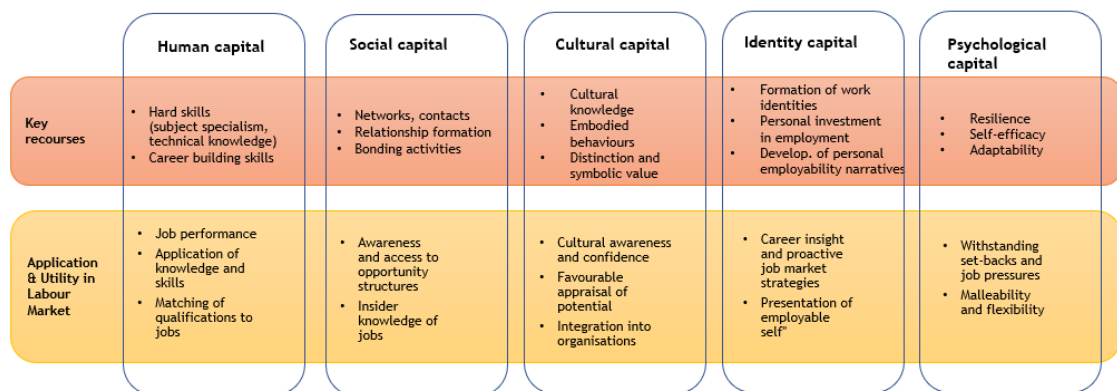 Human capital
Social capital
Cultural capital
Identity capital
Psychological
capital
Key
recourses
• Hard skills
(subject specialism,
technical knowledge)
• Career building skills
• Networks, contacts
• Relationship formation
• Bonding activities
• Cultural
knowledge
• Embodied
behaviours
• Distinction and
symbolic value
• Formation of work
identities
• Personal investment
in employment
• Develop. of personal
employability narratives
• Resilience
• Self-efficacy
• Adaptability
Application
& Utility in
Labour
Market
• Job performance
• Application of
knowledge and
skills
• Matching of
qualifications to
jobs
• Awareness
and access to
opportunity
structures
• Insider
knowledge of
jobs
• Cultural awareness
and confidence
• Favourable
appraisal of
potential
• Integration into
organisations
• Career insight
and proactive
job market
strategies
• Presentation of
employable
self"
• Withstanding
set-backs and
job pressures
• Malleability
and flexibility